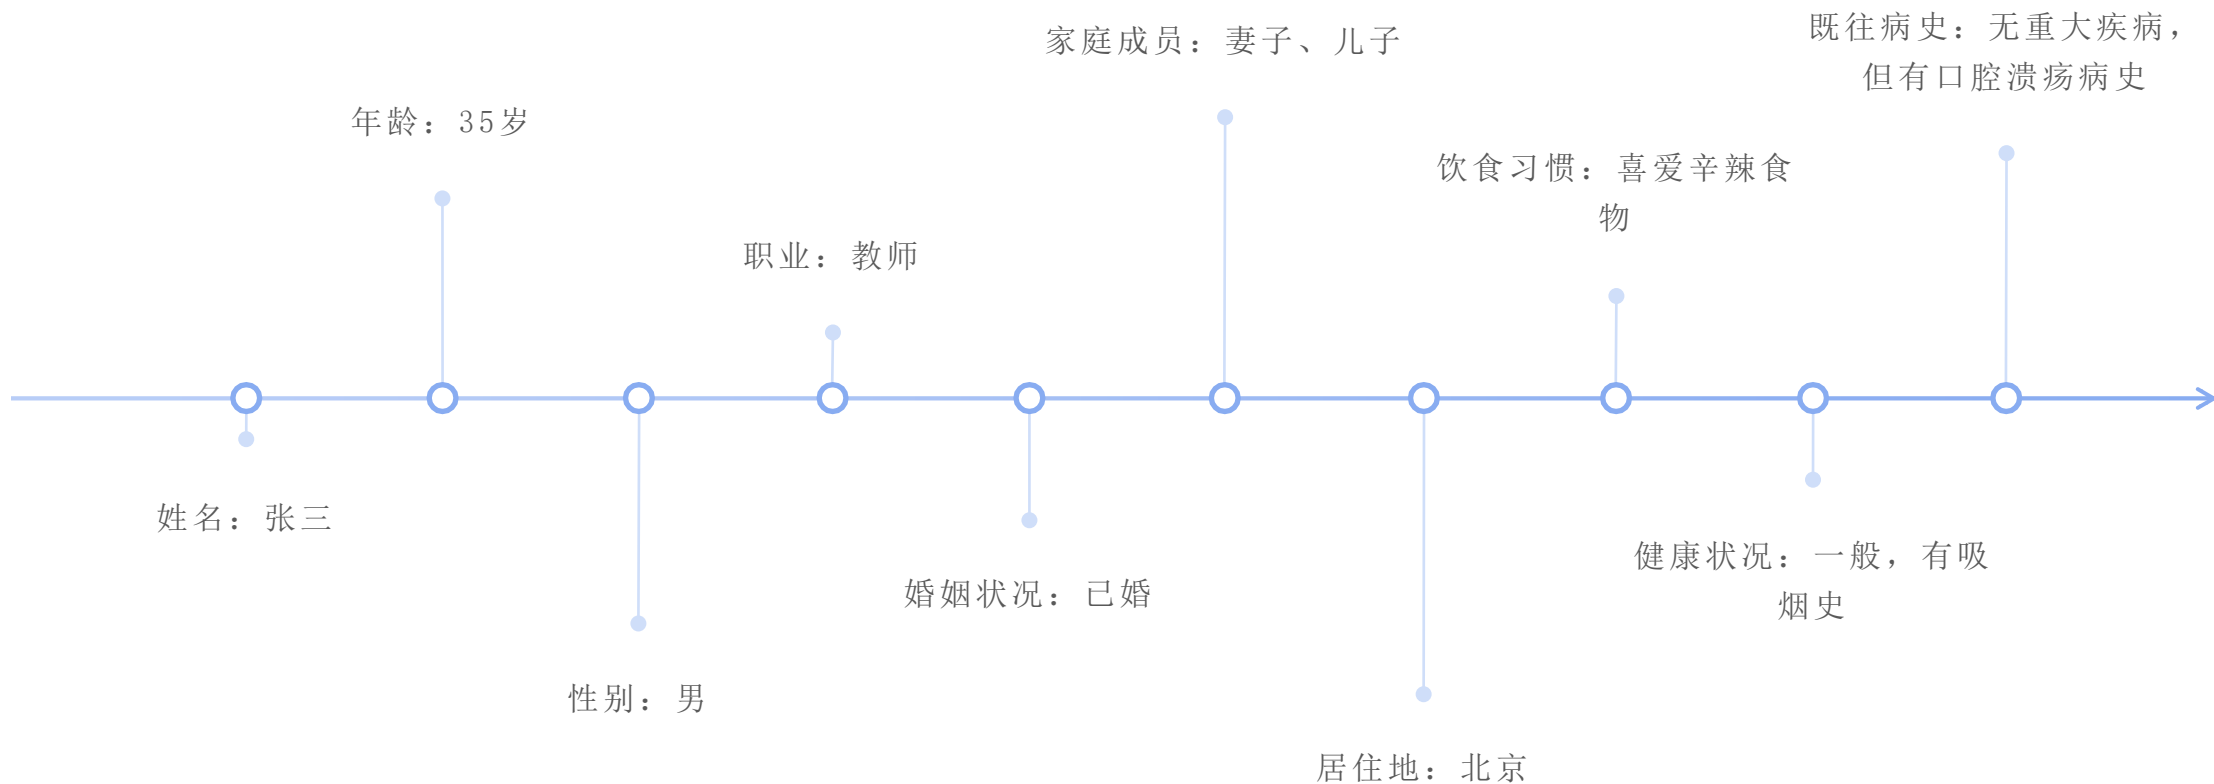 姓名：张三
年龄：35岁
性别：男
职业：教师
婚姻状况：已婚
家庭成员：妻子、儿子
居住地：北京
饮食习惯：喜爱辛辣食
物
健康状况：一般，有吸
烟史
既往病史：无重大疾病，
但有口腔溃疡病史